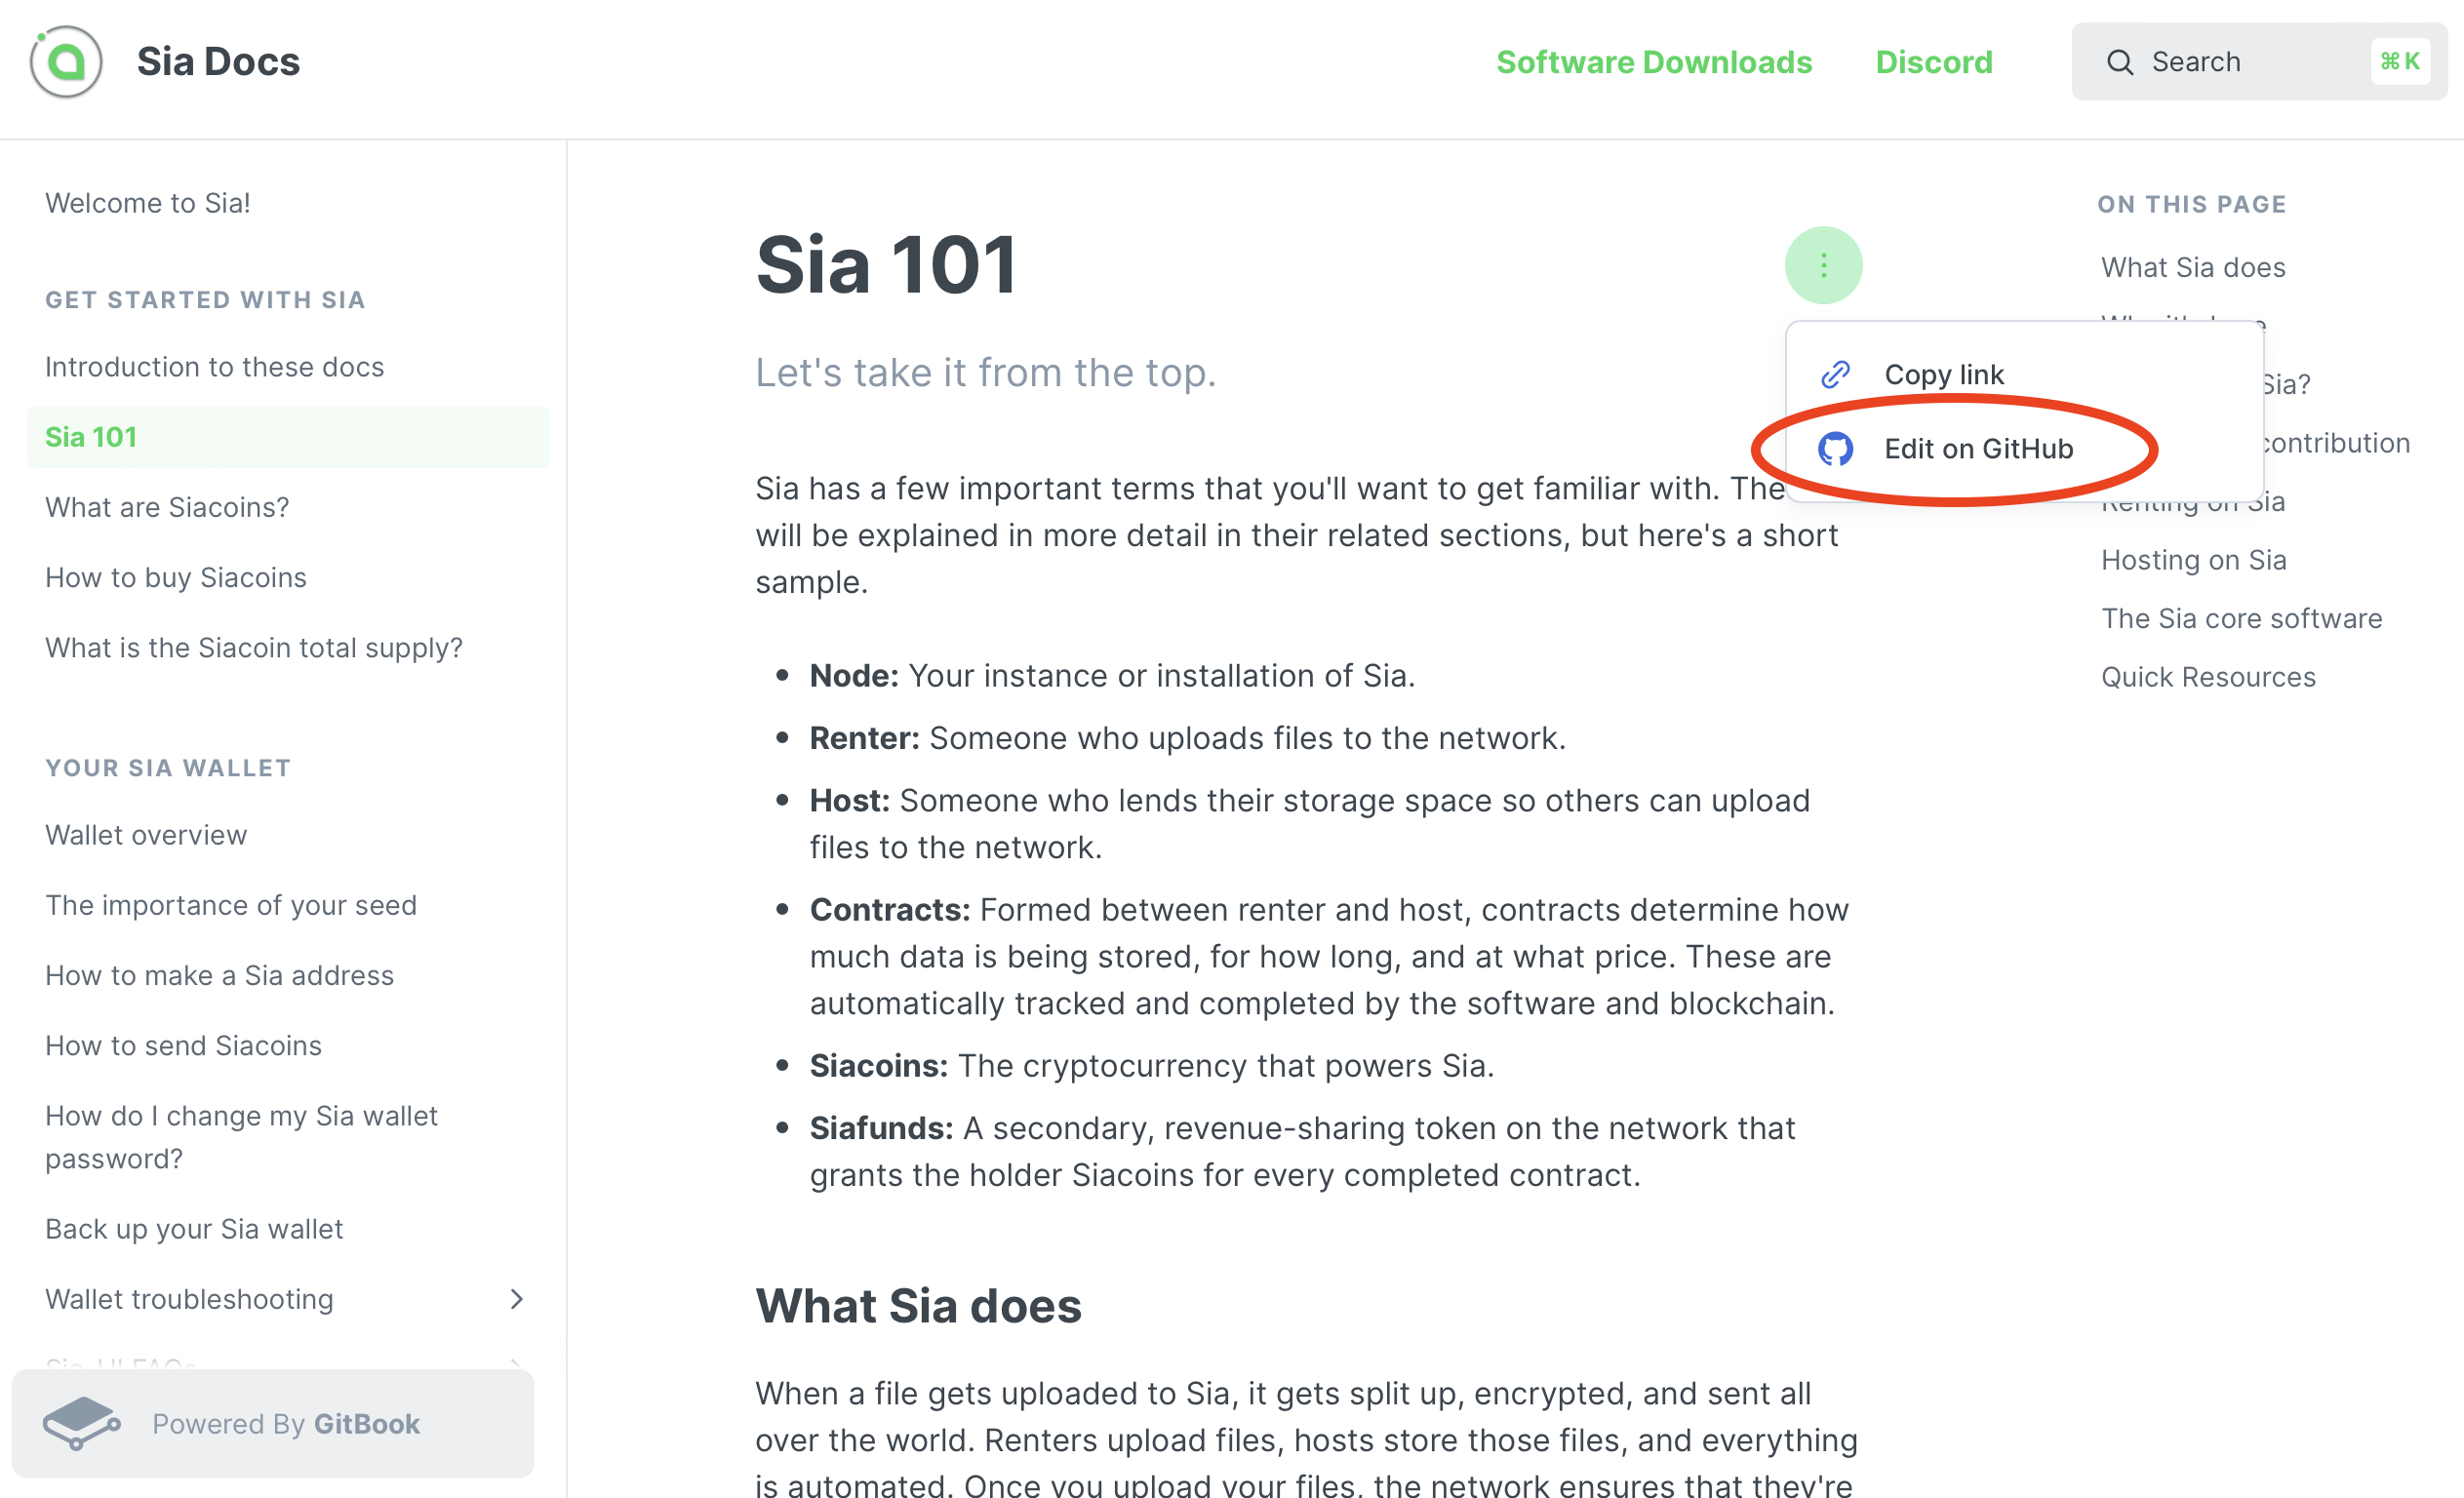 Sia Docs
Software Downloads
Discord
Search
⌘K
Welcome to Sia!
GET STARTED WITH SIA
Introduction to these docs
Sia 101
What are Siacoins?
How to buy Siacoins
What is the Siacoin total supply?
YOUR SIA WALLET
Wallet overview
The importance of your seed
How to make a Sia address
How to send Siacoins
How do I change my Sia wallet
password?
Back up your Sia wallet
Wallet troubleshooting
Powered By GitBook
Sia 101
Let's take it from the top.
Sia has a few important terms that you'll want to get familiar with. The
will be explained in more detail in their related sections, but here's a short
sample.
Node: Your instance or installation of Sia.
Renter: Someone who uploads files to the network.
Host: Someone who lends their storage space so others can upload
files to the network.
Contracts: Formed between renter and host, contracts determine how
much data is being stored, for how long, and at what price. These are
automatically tracked and completed by the software and blockchain.
Siacoins: The cryptocurrency that powers Sia.
Siafunds: A secondary, revenue-sharing token on the network that
grants the holder Siacoins for every completed contract.
What Sia does
When a file gets uploaded to Sia, it gets split up, encrypted, and sent all
over the world. Renters upload files, hosts store those files, and everything
is automated. Once you upload your files, the network ensures that they're
Copy link
Edit on GitHub
ON THIS PAGE
What Sia does
Sia?
contribution
Renting on Sia
Hosting on Sia
The Sia core software
Quick Resources